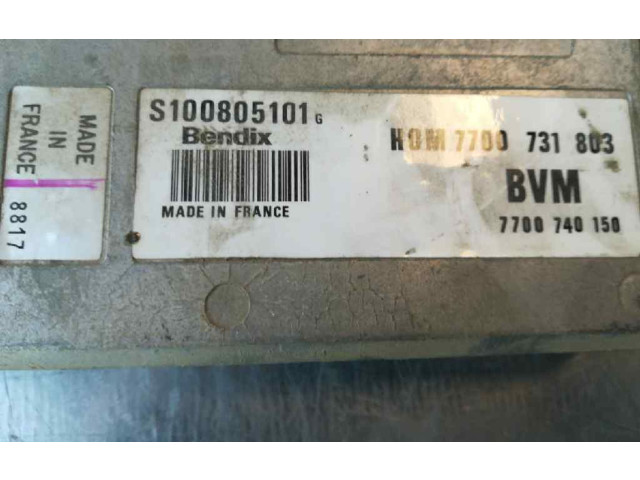 MADE
IN
FRANCE 8817
S100805101 G
Bendix
MADE IN FRANCE
HOM 7700 731 803
BVM
7700 740 150